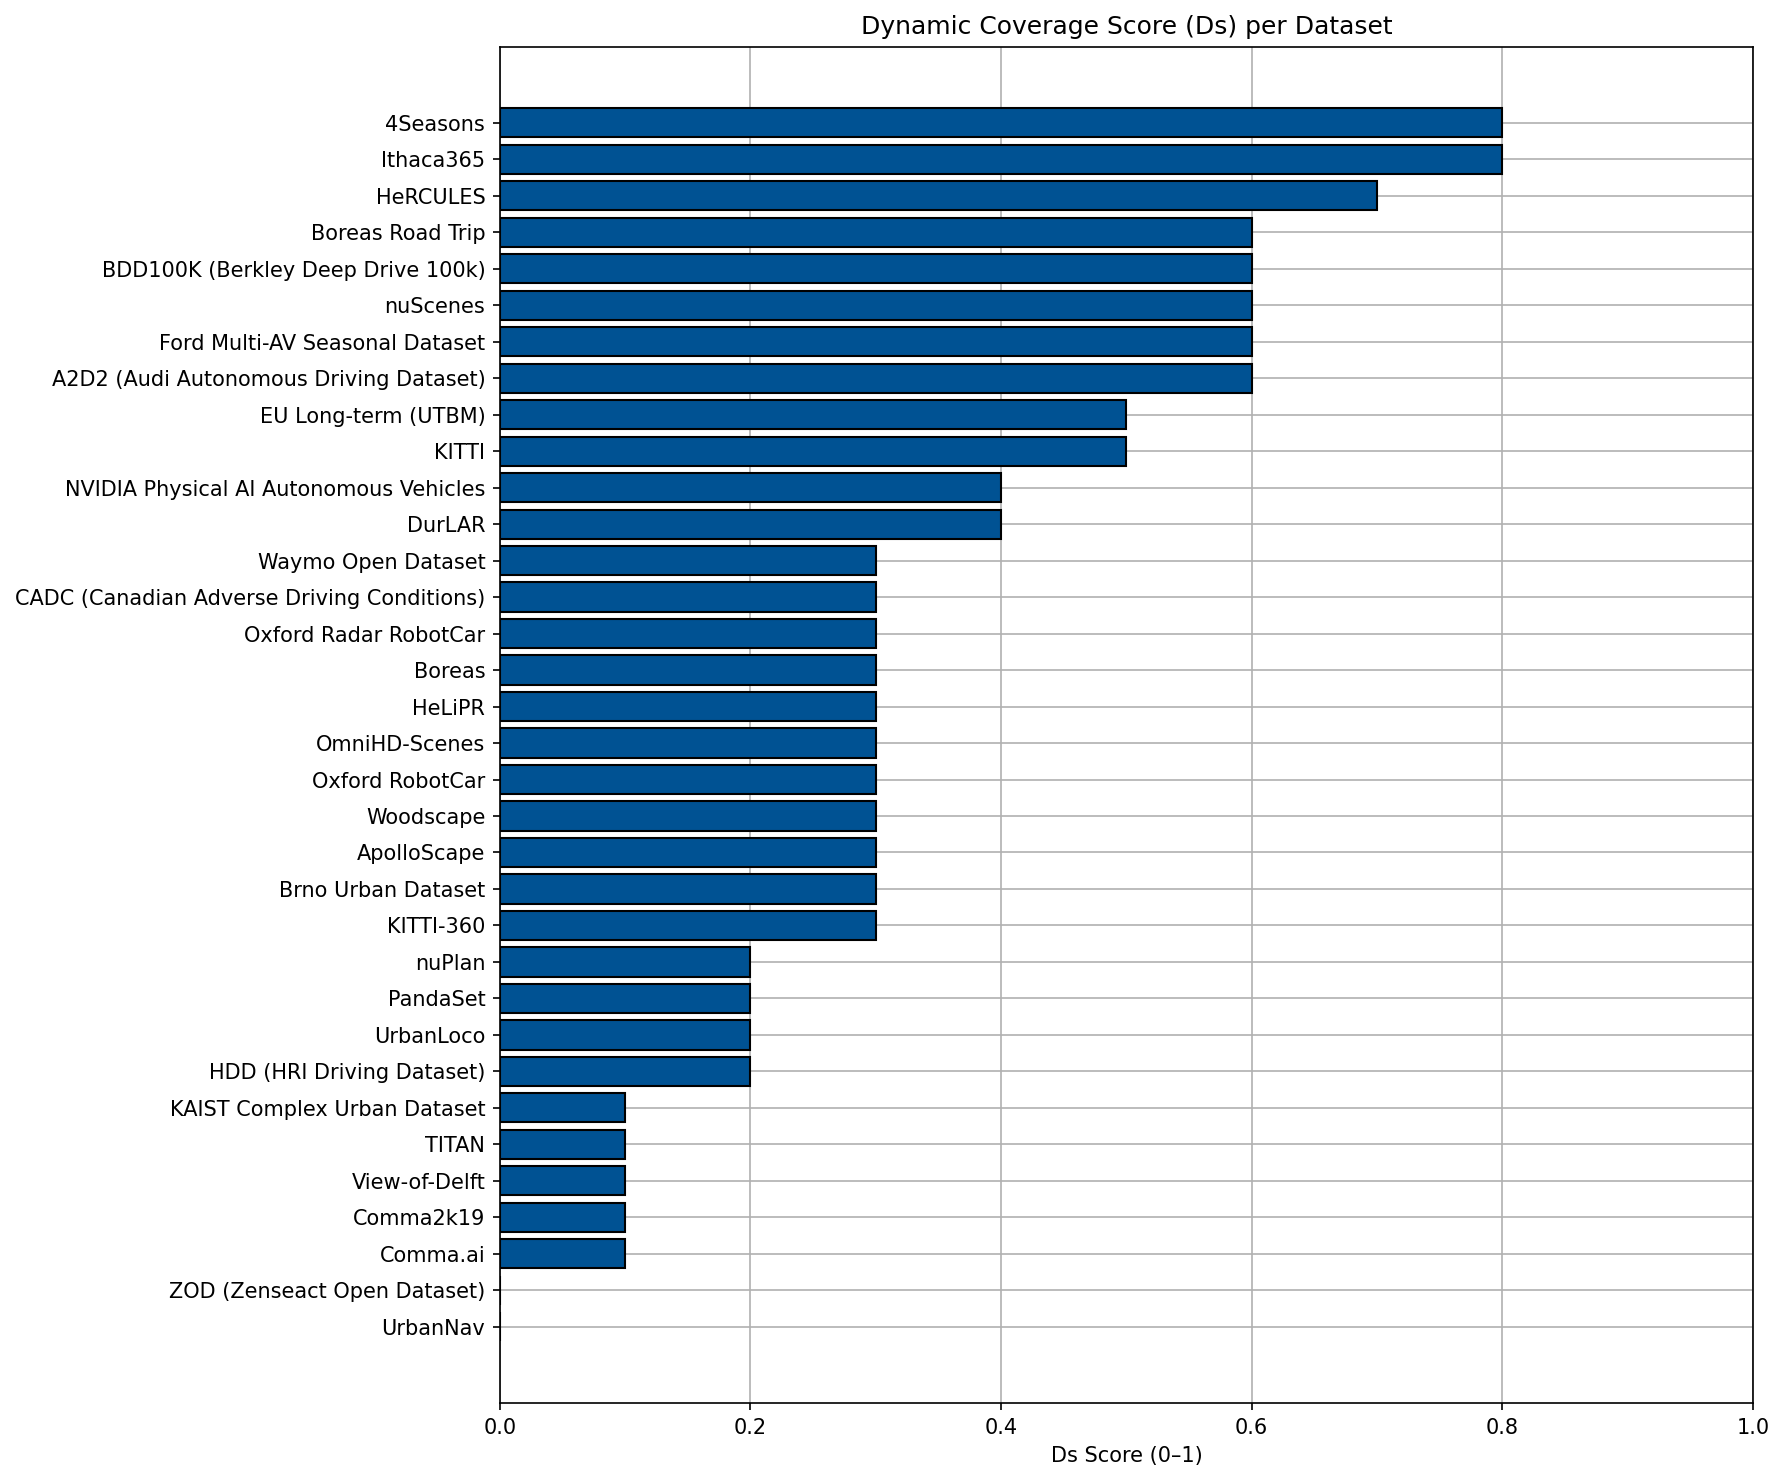 Dynamic Coverage Score (Ds) per Dataset
4Seasons
Ithaca365
HeRCULES
Boreas Road Trip
BDD100K (Berkley Deep Drive 100k)
nuScenes
Ford Multi-AV Seasonal Dataset
A2D2 (Audi Autonomous Driving Dataset)
EU Long-term (UTBM)
KITTI
NVIDIA Physical AI Autonomous Vehicles
DurLAR
Waymo Open Dataset
CADC (Canadian Adverse Driving Conditions)
Oxford Radar RobotCar
Boreas
HeLiPR
OmniHD-Scenes
Oxford RobotCar
Woodscape
ApolloScape
Brno Urban Dataset
KITTI-360
nuPlan
PandaSet
UrbanLoco
HDD (HRI Driving Dataset)
KAIST Complex Urban Dataset
TITAN
View-of-Delft
Comma2k19
Comma.ai
ZOD (Zenseact Open Dataset)
UrbanNav
0.0 0.2 0.4 0.6 0.8 1.0
Ds Score (0–1)